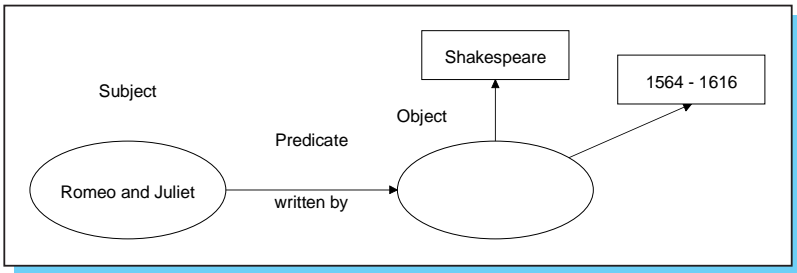 Shakespeare
1564 - 1616
Subject
Object
Predicate
Romeo and Juliet
written by